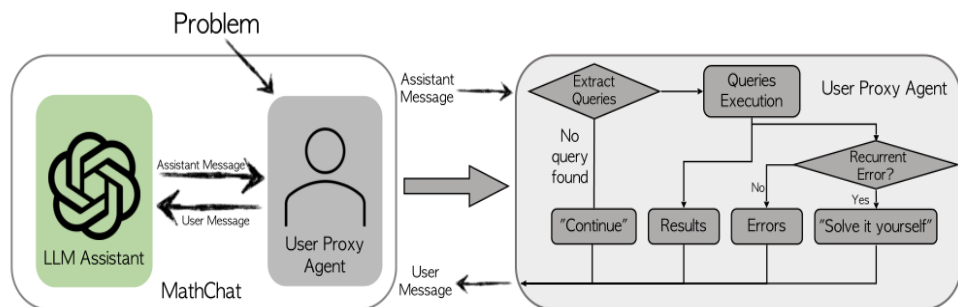 Problem
Assistant Message
User Message
LLM Assistant
User Proxy
Agent
MathChat
Assistant
Message
User
Message
Extract
Queries
Queries
Execution
User Proxy Agent
No
query
found
Recurrent
Error?
No
Yes
"Continue"
Results
Errors
"Solve it yourself"